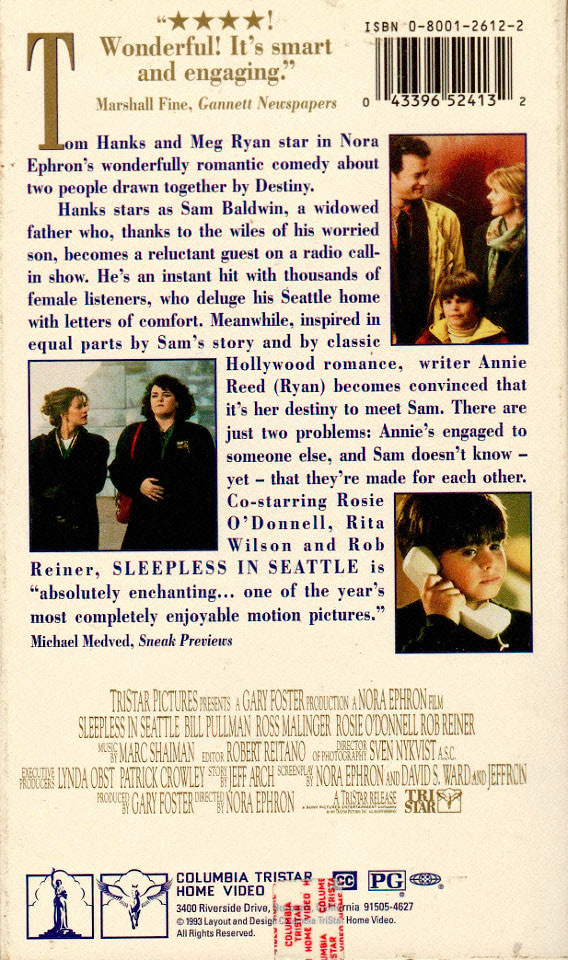 “★★★★!
Wonderful! It's smart
and engaging.”
Marshall Fine, Gannett Newspapers
ISBN 0-8001-2612-2
0 43396 52413 2
Tom Hanks and Meg Ryan star in Nora
Ephron's wonderfully romantic comedy about
two people drawn together by Destiny.
Hanks stars as Sam Baldwin, a widowed
father who, thanks to the wiles of his worried
son, becomes a reluctant guest on a radio call-
in show. He's an instant hit with thousands of
female listeners, who deluge his Seattle home
with letters of comfort. Meanwhile, inspired in
equal parts by Sam's story and by classic
Hollywood romance, writer Annie
Reed (Ryan) becomes convinced that
it's her destiny to meet Sam. There are
just two problems: Annie's engaged to
someone else, and Sam doesn't know –
yet – that they're made for each other.
Co-starring Rosie
O'Donnell, Rita
Wilson and Rob
Reiner, SLEEPLESS IN SEATTLE is
“absolutely enchanting... one of the year's
most completely enjoyable motion pictures.”
Michael Medved, Sneak Previews
TRISTAR PICTURES PRESENTS A GARY FOSTER PRODUCTION A NORA EPHRON FILM
SLEEPLESS IN SEATTLE BILL PULLMAN ROSS MALINGER ROSIE O'DONNELL ROB REINER
MUSIC BY MARC SHAIMAN EDITOR ROBERT REITANO DIRECTOR OF PHOTOGRAPHY SVEN NYKVIST A.S.C.
EXECUTIVE PRODUCERS LYNDA OBST PATRICK CROWLEY STORY BY JEFF ARCH SCREENPLAY BY NORA EPHRON AND DAVID S. WARD AND JEFF
PRODUCED BY GARY FOSTER DIRECTED BY NORA EPHRON A TRISTAR RELEASE TRI STAR
COLUMBIA TRISTAR
HOME VIDEO
CC PG
3400 Riverside Drive, California 91505-4627
© 1993 Layout and Design TriStar Home Video.
All Rights Reserved.
COLUMBIA
TRISTAR
HOME VIDEO